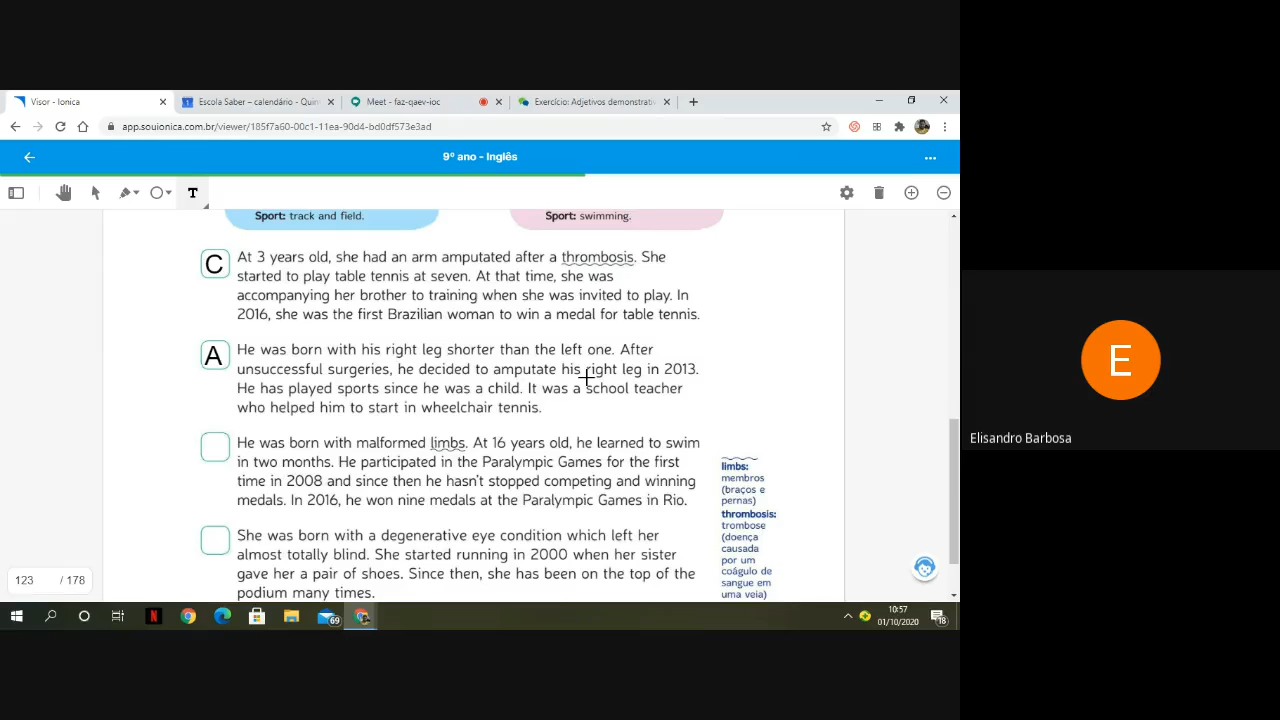 Visor - Ionica
Escola Saber – calendário - Quin
Meet - faz-qaev-ioc
Exercício: Adjetivos demonstrati
app.souionica.com.br/viewer/185f7a60-00c1-11ea-90d4-bd0df573e3ad
9º ano - Inglês
T
Sport: track and field.
Sport: swimming.
C
At 3 years old, she had an arm amputated after a thrombosis. She
started to play table tennis at seven. At that time, she was
accompanying her brother to training when she was invited to play. In
2016, she was the first Brazilian woman to win a medal for table tennis.
A
He was born with his right leg shorter than the left one. After
unsuccessful surgeries, he decided to amputate his right leg in 2013.
He has played sports since he was a child. It was a school teacher
who helped him to start in wheelchair tennis.
He was born with malformed limbs. At 16 years old, he learned to swim
in two months. He participated in the Paralympic Games for the first
time in 2008 and since then he hasn't stopped competing and winning
medals. In 2016, he won nine medals at the Paralympic Games in Rio.
She was born with a degenerative eye condition which left her
almost totally blind. She started running in 2000 when her sister
gave her a pair of shoes. Since then, she has been on the top of the
podium many times.
limbs:
membros
(braços e
pernas)
thrombosis:
trombose
(doença
causada
por um
coágulo de
sangue em
uma veia)
123 / 178
69
10:57
01/10/2020
18
E
Elisandro Barbosa